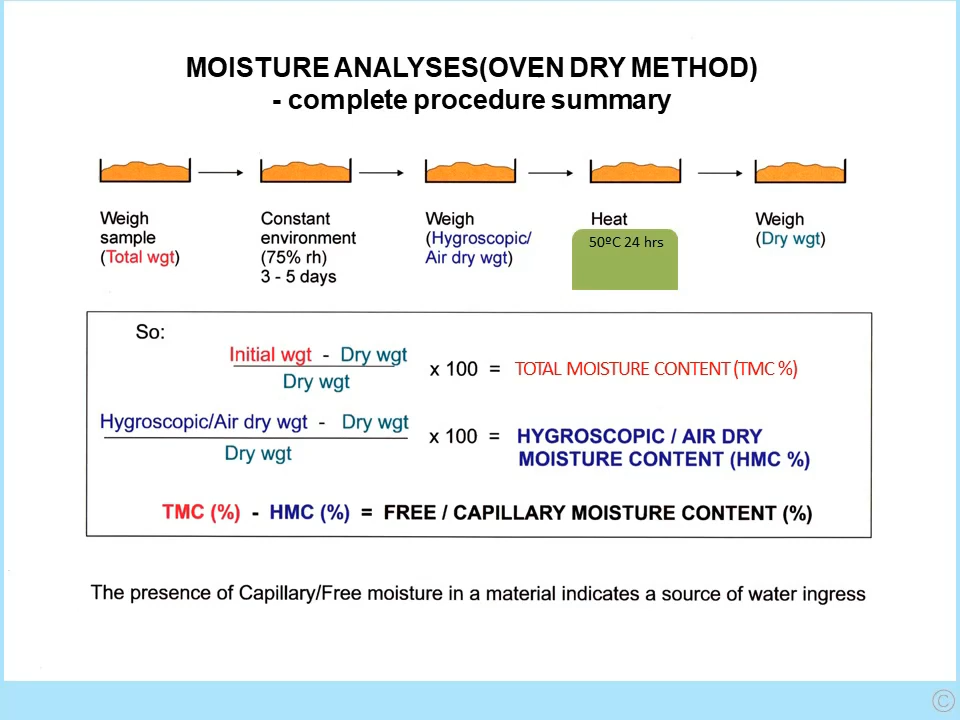 MOISTURE ANALYSES(OVEN DRY METHOD)
- complete procedure summary
Weigh
sample
(Total wgt)
Constant
environment
(75% rh)
3 - 5 days
Weigh
(Hygroscopic/
Air dry wgt)
Heat
50ºC 24 hrs
Weigh
(Dry wgt)
So:
Initial wgt - Dry wgt
Dry wgt
x 100 = TOTAL MOISTURE CONTENT (TMC %)
Hygroscopic/Air dry wgt - Dry wgt
Dry wgt
x 100 = HYGROSCOPIC / AIR DRY
MOISTURE CONTENT (HMC %)
TMC (%) - HMC (%) = FREE / CAPILLARY MOISTURE CONTENT (%)
The presence of Capillary/Free moisture in a material indicates a source of water ingress
©